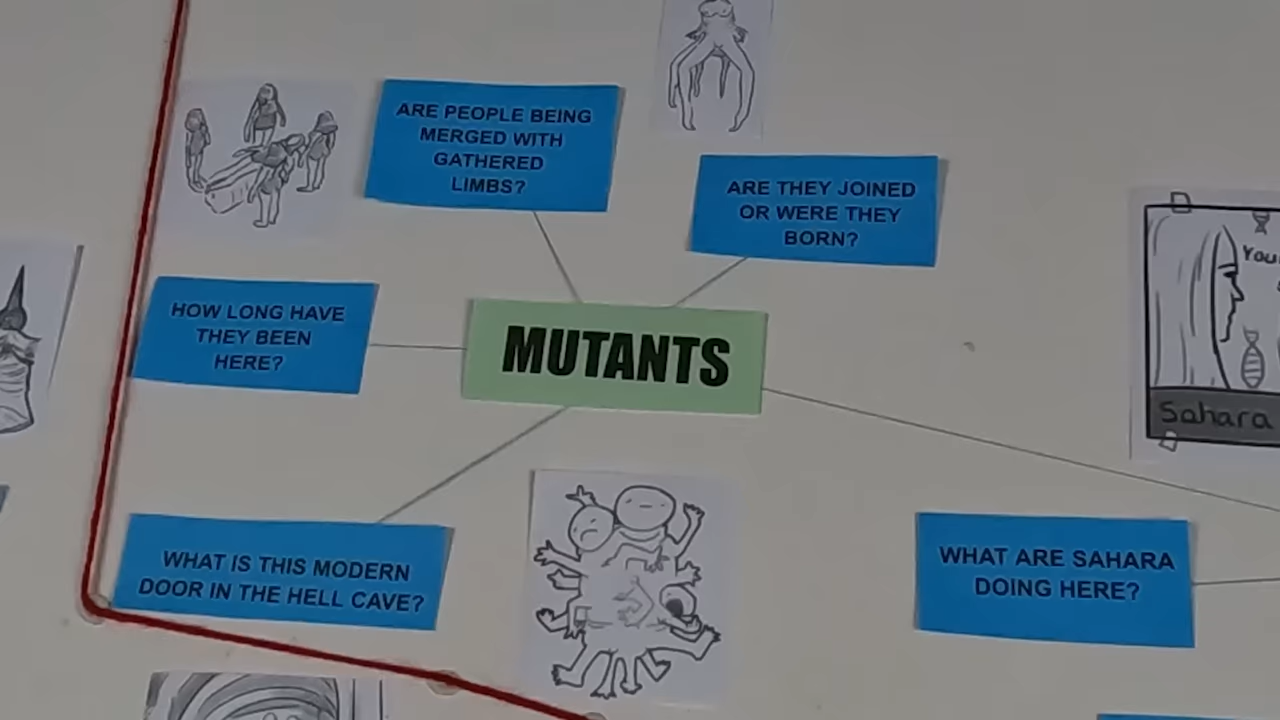 ARE PEOPLE BEING
MERGED WITH
GATHERED
LIMBS?
ARE THEY JOINED
OR WERE THEY
BORN?
HOW LONG HAVE
THEY BEEN
HERE?
MUTANTS
You
Sahara
WHAT IS THIS MODERN
DOOR IN THE HELL CAVE?
WHAT ARE SAHARA
DOING HERE?